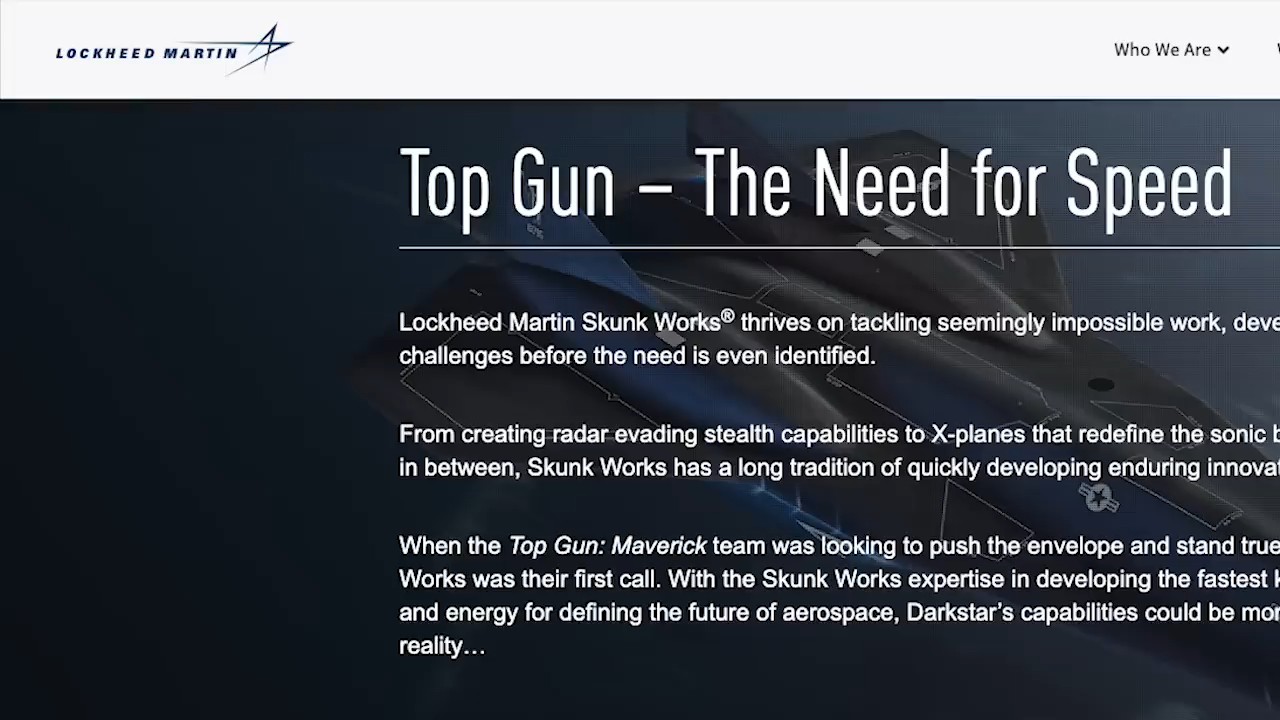 LOCKHEED MARTIN
Who We Are
Top Gun – The Need for Speed
Lockheed Martin Skunk Works® thrives on tackling seemingly impossible work, deve
challenges before the need is even identified.
From creating radar evading stealth capabilities to X-planes that redefine the sonic b
in between, Skunk Works has a long tradition of quickly developing enduring innovat
When the Top Gun: Maverick team was looking to push the envelope and stand true
Works was their first call. With the Skunk Works expertise in developing the fastest k
and energy for defining the future of aerospace, Darkstar’s capabilities could be mor
reality…